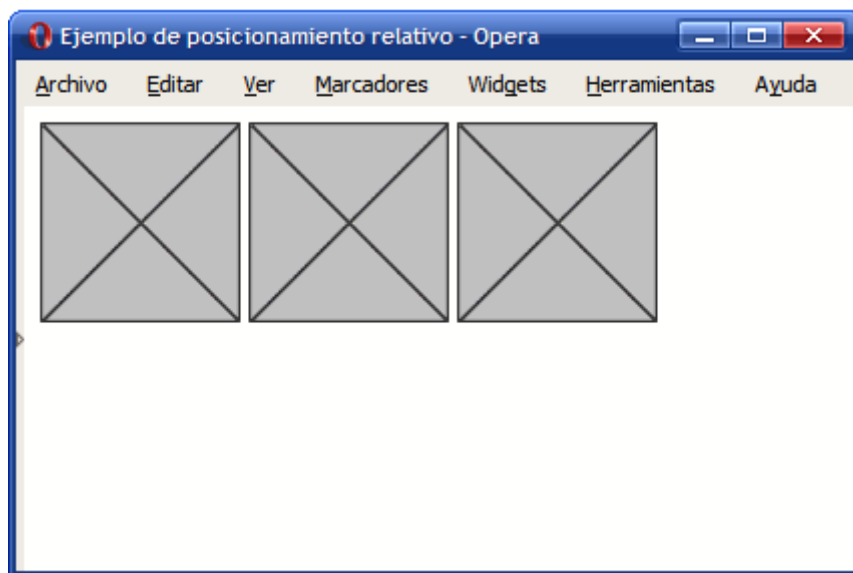 Ejemplo de posicionamiento relativo - Opera
Archivo Editar Ver Marcadores Widgets Herramientas Ayuda